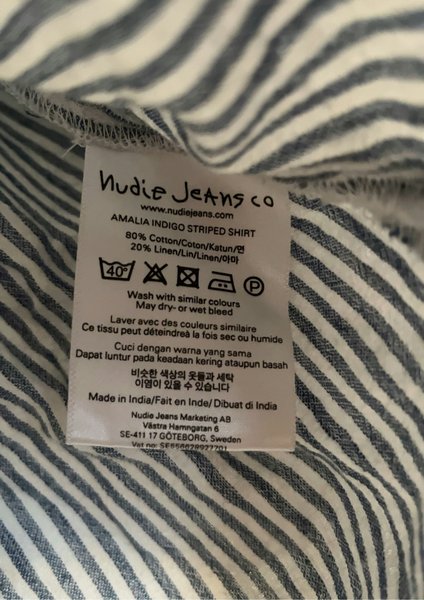 nudie Jeans co
www.nudiejeans.com
AMALIA INDIGO STRIPED SHIRT
80% Cotton/Coton/Katun/면
20% Linen/Lin/Linen/아마
40° P
Wash with similar colours
May dry- or wet bleed
Laver avec des couleurs similaire
Ce tissu peut déteindreà la fois sec ou humide
Cuci dengan warna yang sama
Dapat luntur pada keadaan kering ataupun basah
비슷한 색상의 옷들과 세탁
이염이 있을 수 있습니다
Made in India/Fait en Inde/Dibuat di India
Nudie Jeans Marketing AB
Västra Hamngatan 6
SE-411 17 GÖTEBORG, Sweden
Vat no: